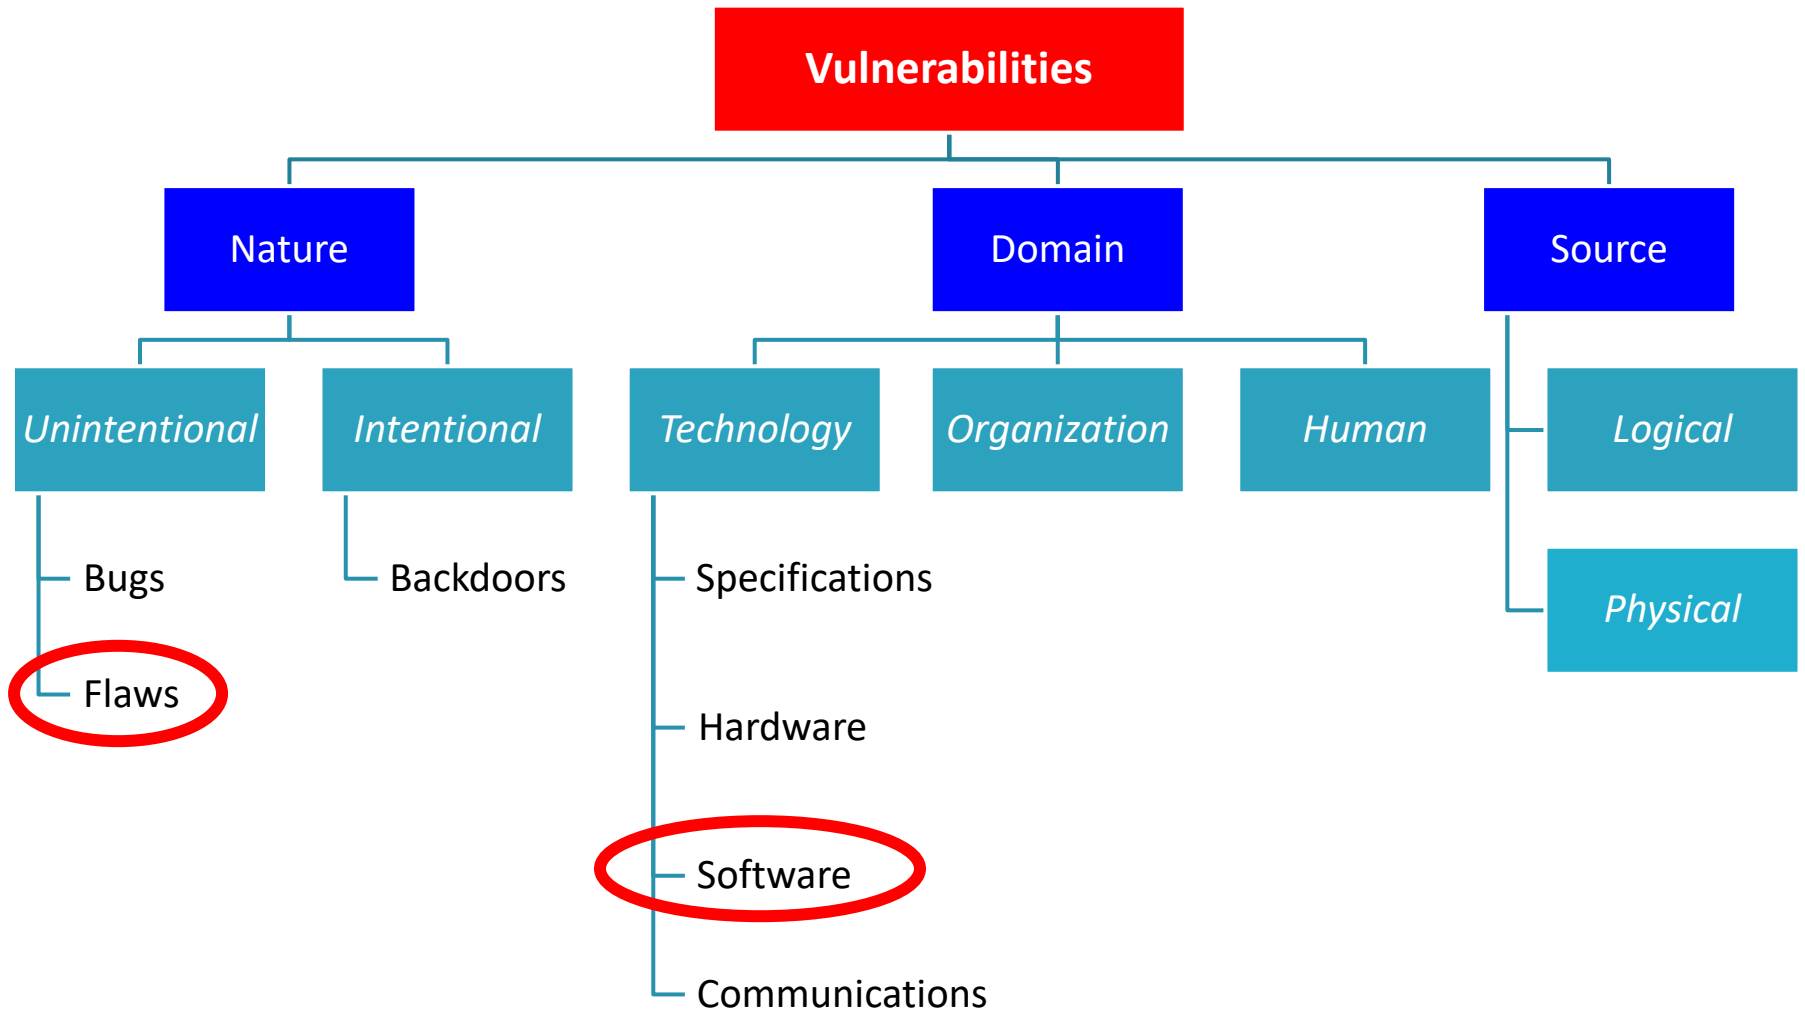 Vulnerabilities
Nature
Domain
Source
Unintentional
Intentional
Technology
Organization
Human
Logical
Bugs
Backdoors
Specifications
Physical
Flaws
Hardware
Software
Communications